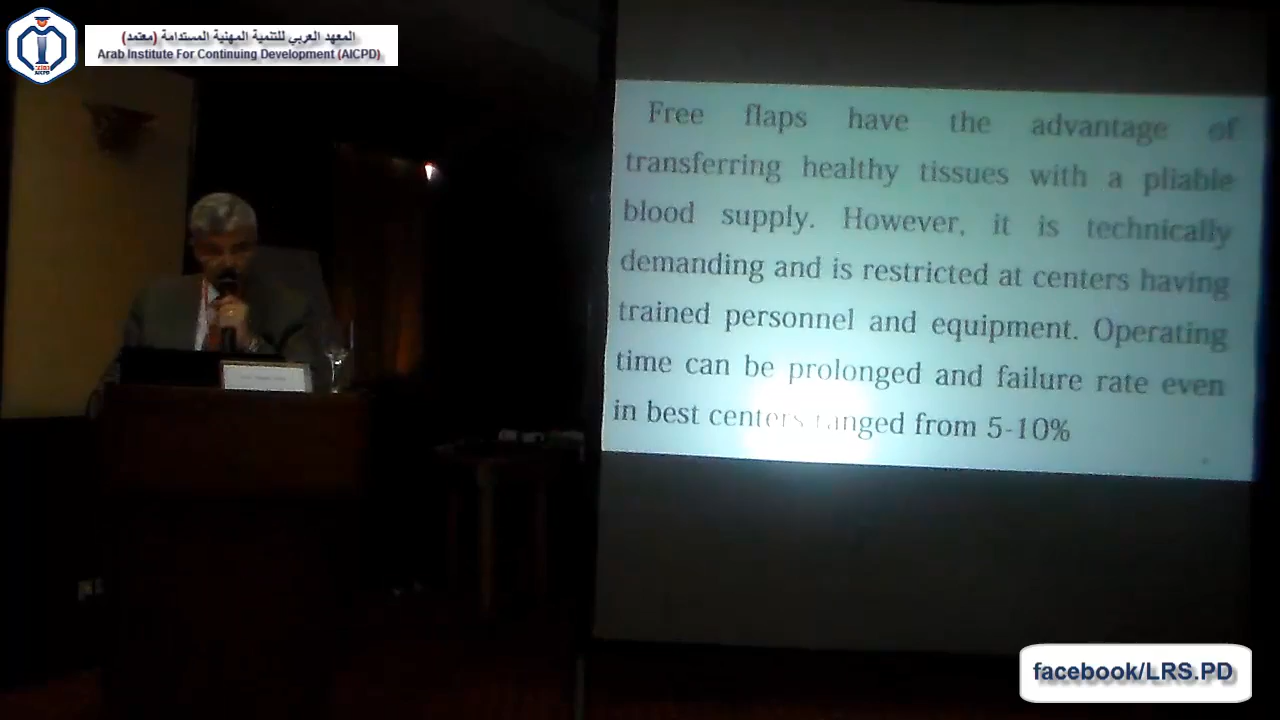 المعهد العربي للتنمية المهنية المستدامة (معتمد)
Arab Institute For Continuing Development (AICPD)
AICPD
Free flaps have the advantage of
transferring healthy tissues with a pliable
blood supply. However, it is technically
demanding and is restricted at centers having
trained personnel and equipment. Operating
time can be prolonged and failure rate even
in best centers ranged from 5-10%
facebook/LRS.PD